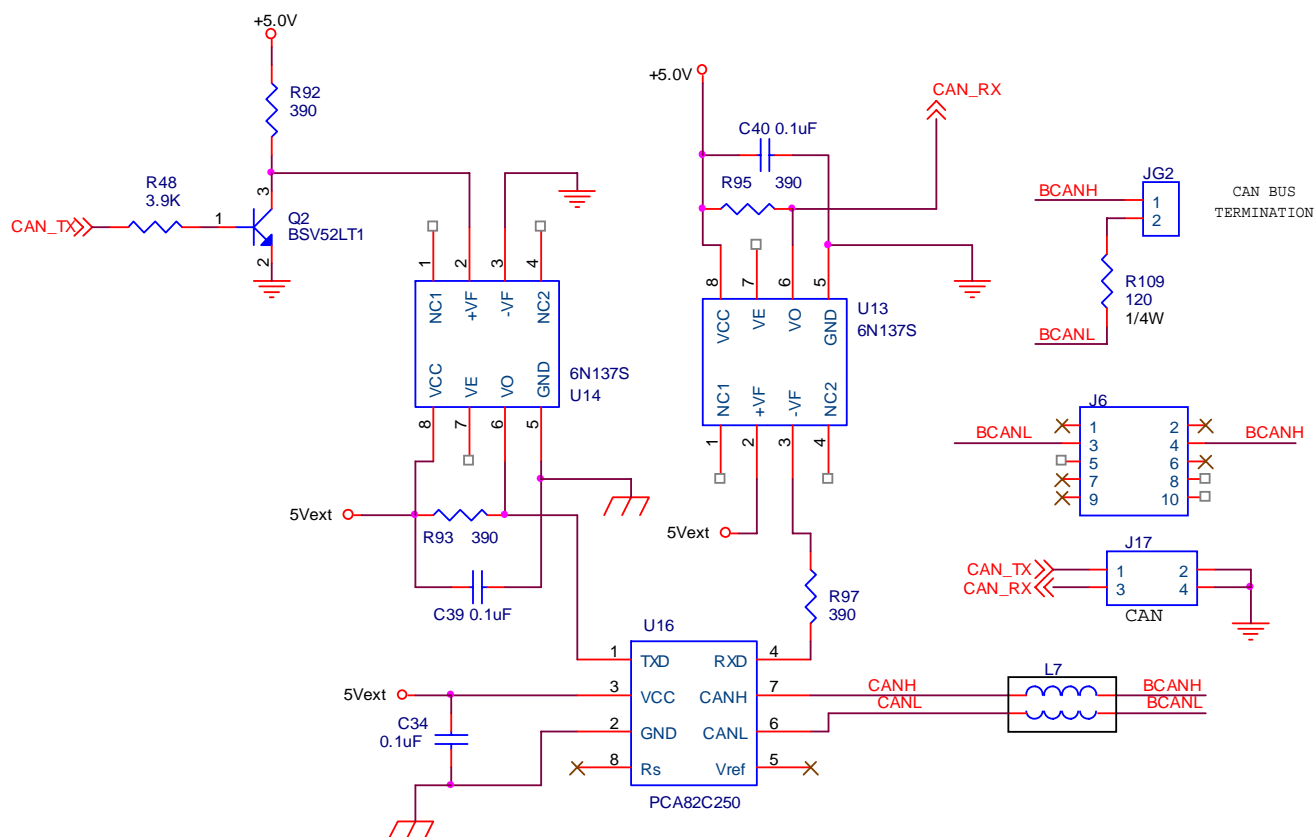 +5.0V
R92
390
R48
3.9K
CAN_TX
1
3
2
Q2
BSV52LT1
1
2
3
4
NC1
+VF
-VF
NC2
VCC
VE
VO
GND
8
7
6
5
6N137S
U14
5Vext
R93 390
C39 0.1uF
+5.0V
CAN_RX
C40 0.1uF
R95 390
8
7
6
5
VCC
VE
VO
GND
NC1
+VF
-VF
NC2
1
2
3
4
U13
6N137S
5Vext
R97
390
U16
1 TXD RXD 4
3 VCC CANH 7
2 GND CANL 6
8 Rs Vref 5
PCA82C250
5Vext
C34
0.1uF
CANH
CANL
L7
BCANH
BCANL
JG2
BCANH
1
2
CAN BUS
TERMINATION
R109
120
1/4W
BCANL
J6
1 2
BCANL 3 4 BCANH
5 6
7 8
9 10
J17
CAN_TX 1 2
CAN_RX 3 4
CAN